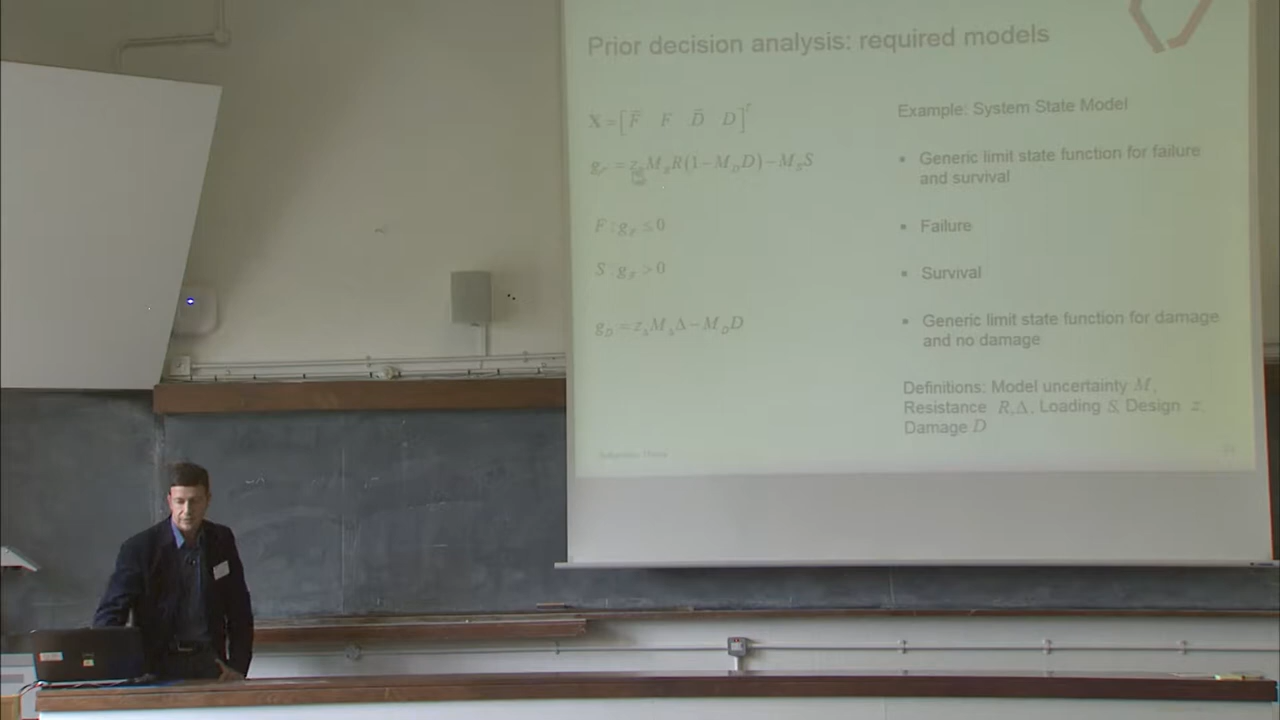 Prior decision analysis: required models
X = [F̄ F D̄ D]ᵀ
Example: System State Model
g_F = z_R M_R R(1−M_D D)−M_S S
• Generic limit state function for failure
and survival
F : g_F ≤ 0
• Failure
S : g_F > 0
• Survival
g_D = z_Δ M_Δ Δ − M_D D
• Generic limit state function for damage
and no damage
Definitions: Model uncertainty M,
Resistance R,Δ, Loading S, Design z,
Damage D